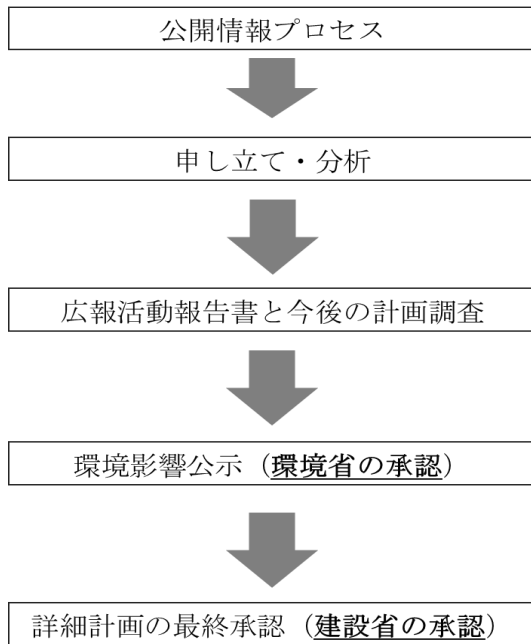 公開情報プロセス
申し立て・分析
広報活動報告書と今後の計画調査
環境影響公示（環境省の承認）
詳細計画の最終承認（建設省の承認）